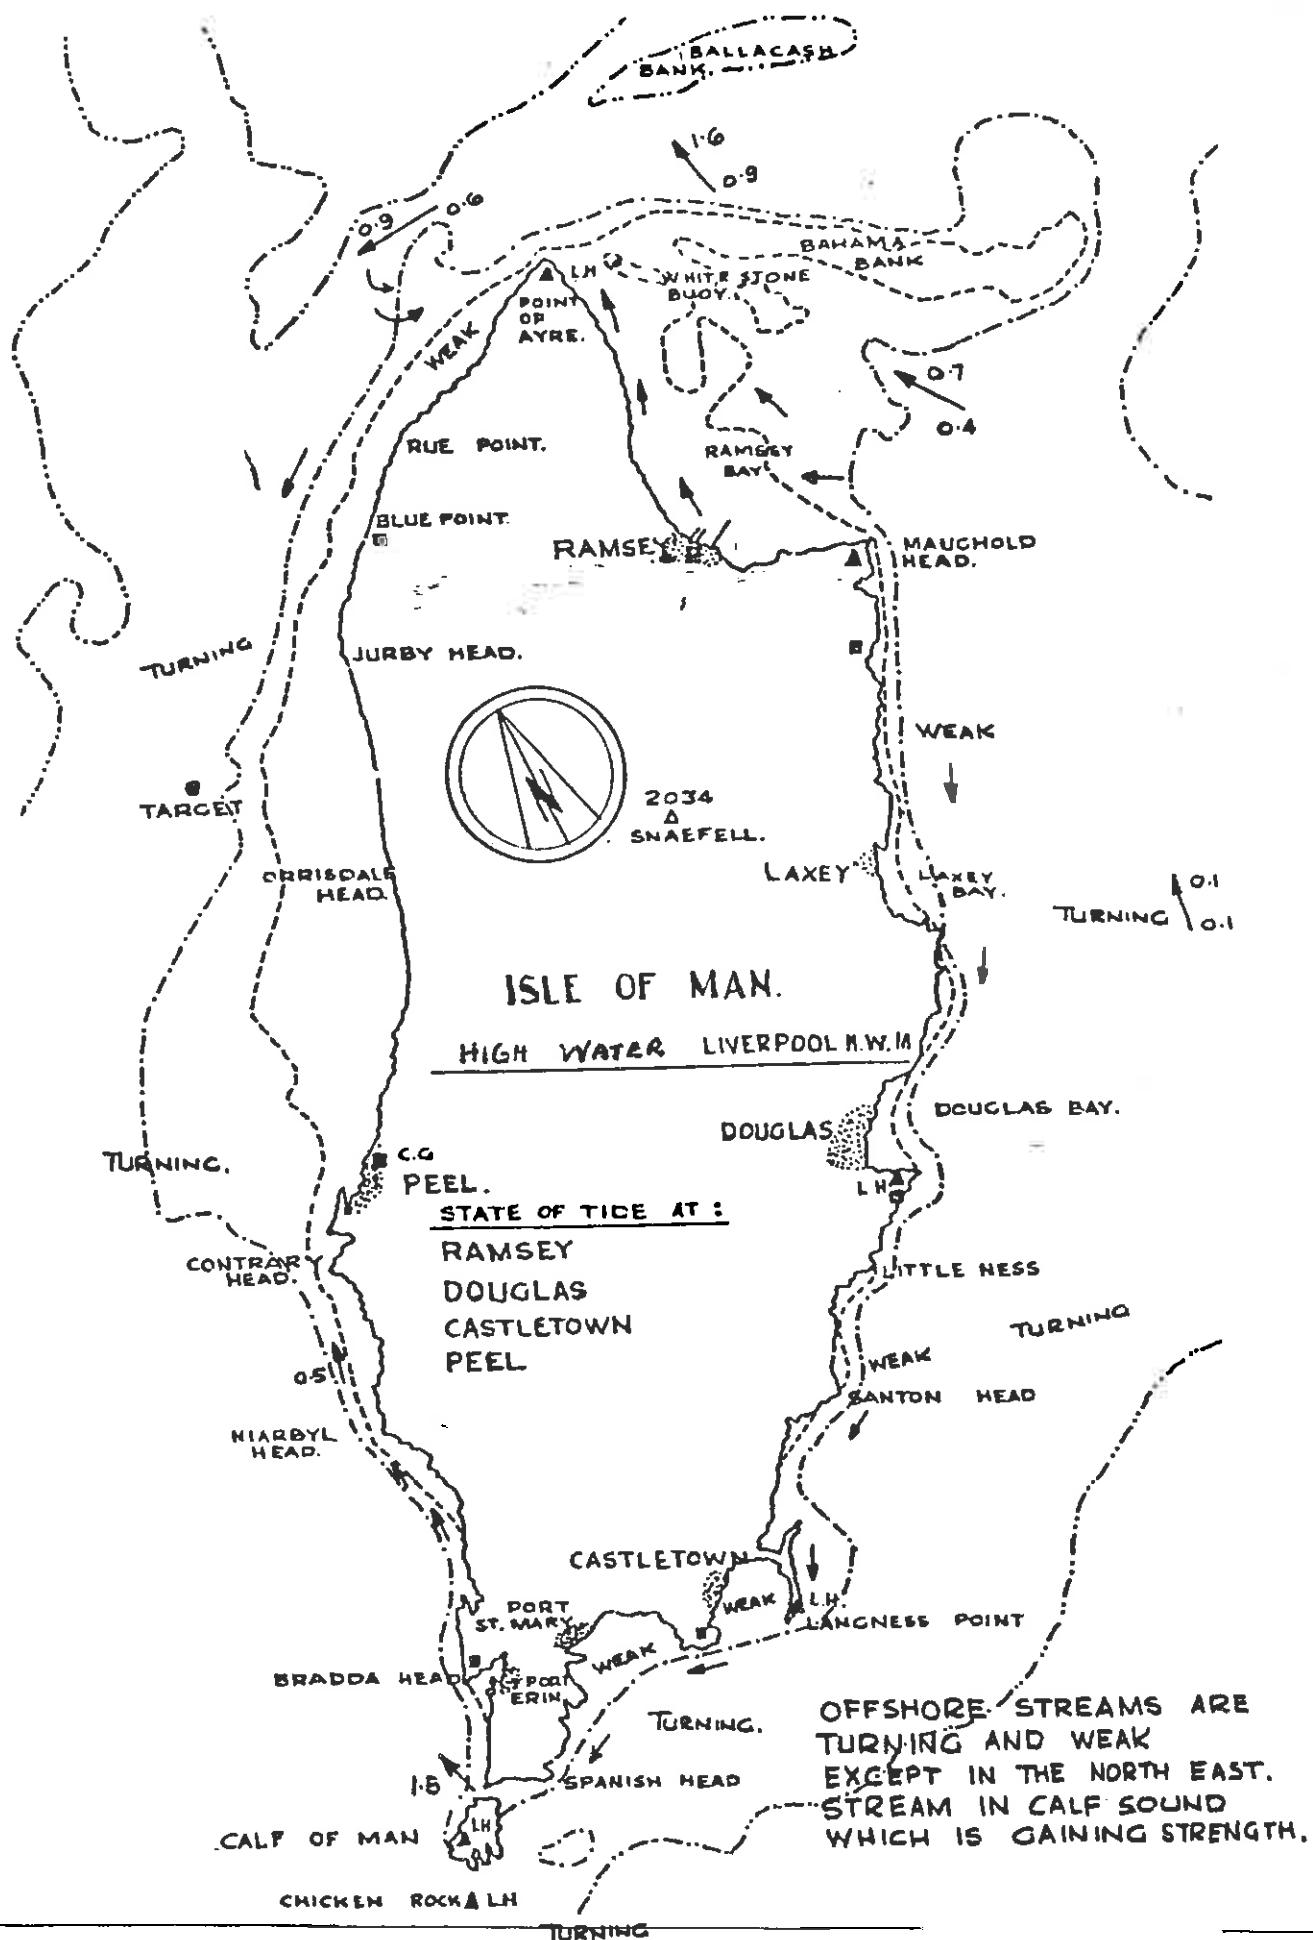 BALLACASH
BANK.
1.6
0.9
0.6
0.9
BAHAMA
BANK
LH
WHITE STONE
BUOY.
POINT
OF
AYRE.
WEAK
0.7
0.4
RUE POINT.
RAMSEY
BAY
BLUE POINT.
RAMSEY
MAUGHOLD
HEAD.
TURNING
JURBY HEAD.
WEAK
2034
SNAEFELL.
TARGET
LAXEY
LAXEY
BAY.
ORRISDALE
HEAD.
0.1
TURNING
0.1
ISLE OF MAN.
HIGH WATER LIVERPOOL H.W.
DOUGLAS BAY.
DOUGLAS
C.G
TURNING.
PEEL.
LH
STATE OF TIDE AT :
RAMSEY
CONTRARY
HEAD.
DOUGLAS
LITTLE NESS
CASTLETOWN
TURNING
PEEL
0.5
WEAK
SANTON HEAD
NIARBYL
HEAD.
CASTLETOWN
WEAK
L.H.
PORT
ST. MARY
LANGNESS POINT
WEAK
BRADDA HEAD
PORT
ERIN
TURNING.
OFFSHORE STREAMS ARE
TURNING AND WEAK
EXCEPT IN THE NORTH EAST.
STREAM IN CALF SOUND
WHICH IS GAINING STRENGTH.
1.8
SPANISH HEAD
LH
CALF OF MAN
CHICKEN ROCK LH
TURNING